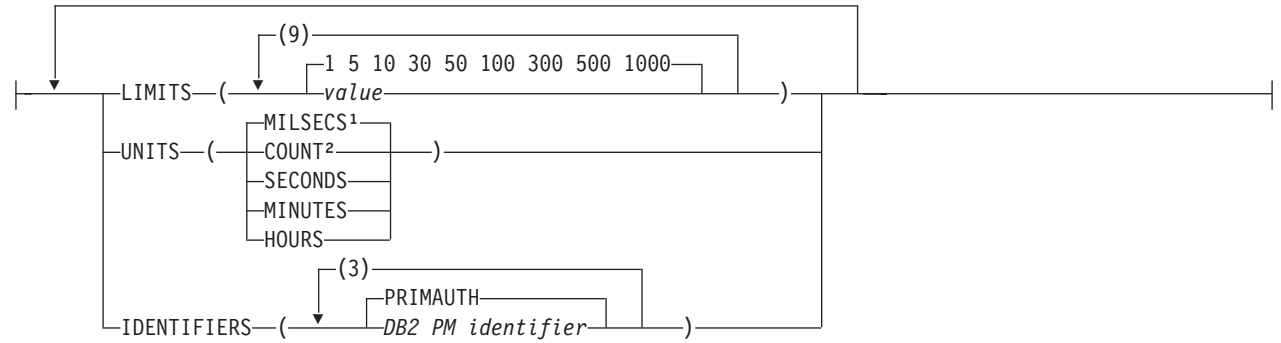 (9)
1 5 10 30 50 100 300 500 1000
LIMITS ( value )
MILSECS¹
UNITS ( COUNT² )
SECONDS
MINUTES
HOURS
(3)
PRIMAUTH
IDENTIFIERS ( DB2 PM identifier )